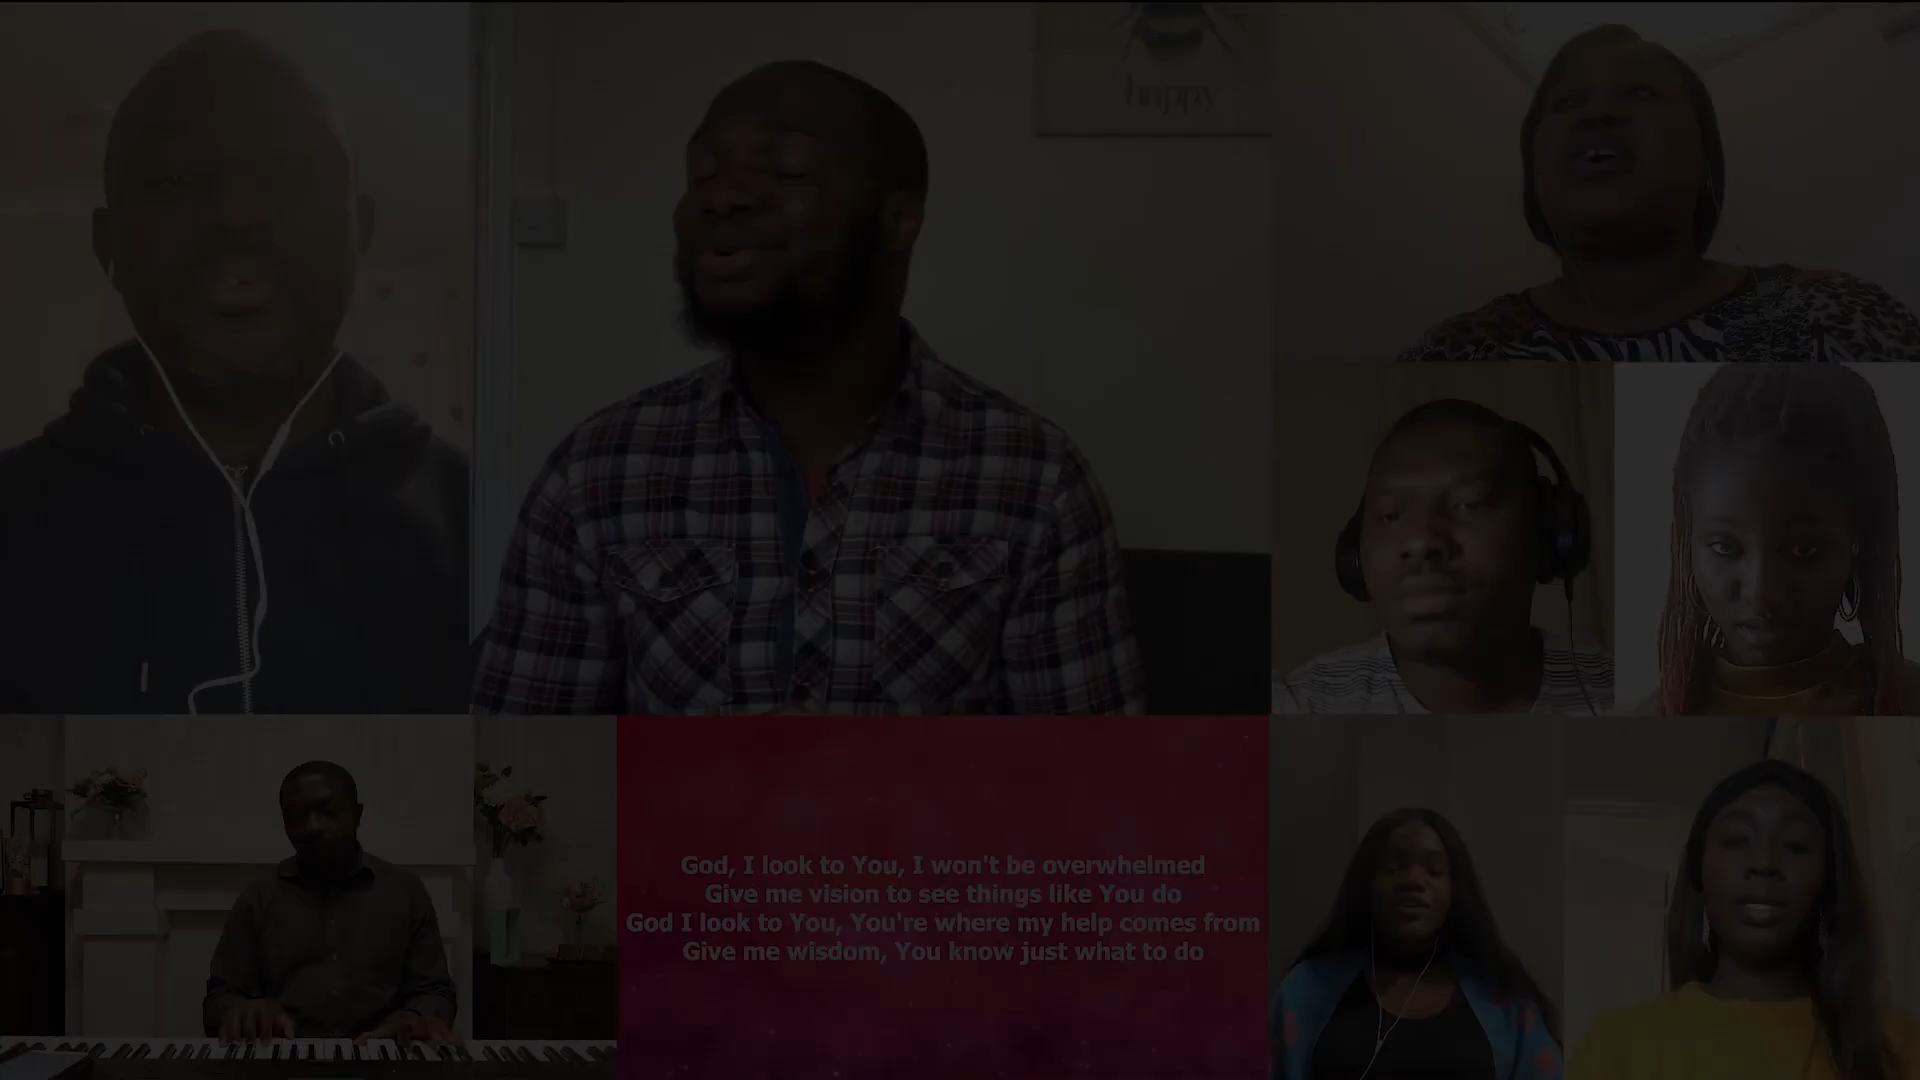 happy
God, I look to You, I won't be overwhelmed
Give me vision to see things like You do
God I look to You, You're where my help comes from
Give me wisdom, You know just what to do